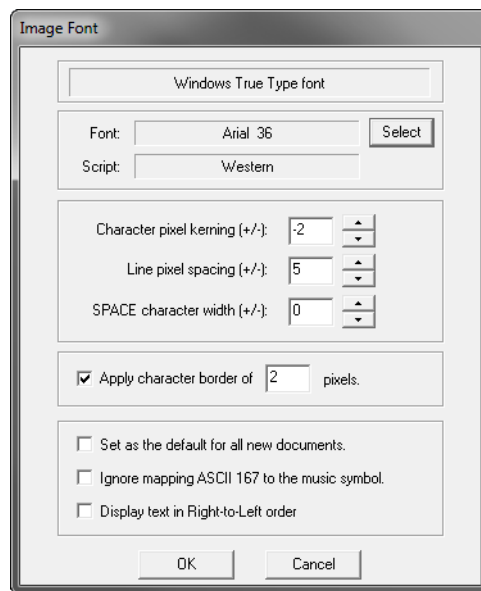 Image Font
Windows True Type font
Font: Arial 36 Select
Script: Western
Character pixel kerning (+/-): -2
Line pixel spacing (+/-): 5
SPACE character width (+/-): 0
Apply character border of 2 pixels.
Set as the default for all new documents.
Ignore mapping ASCII 167 to the music symbol.
Display text in Right-to-Left order
OK Cancel